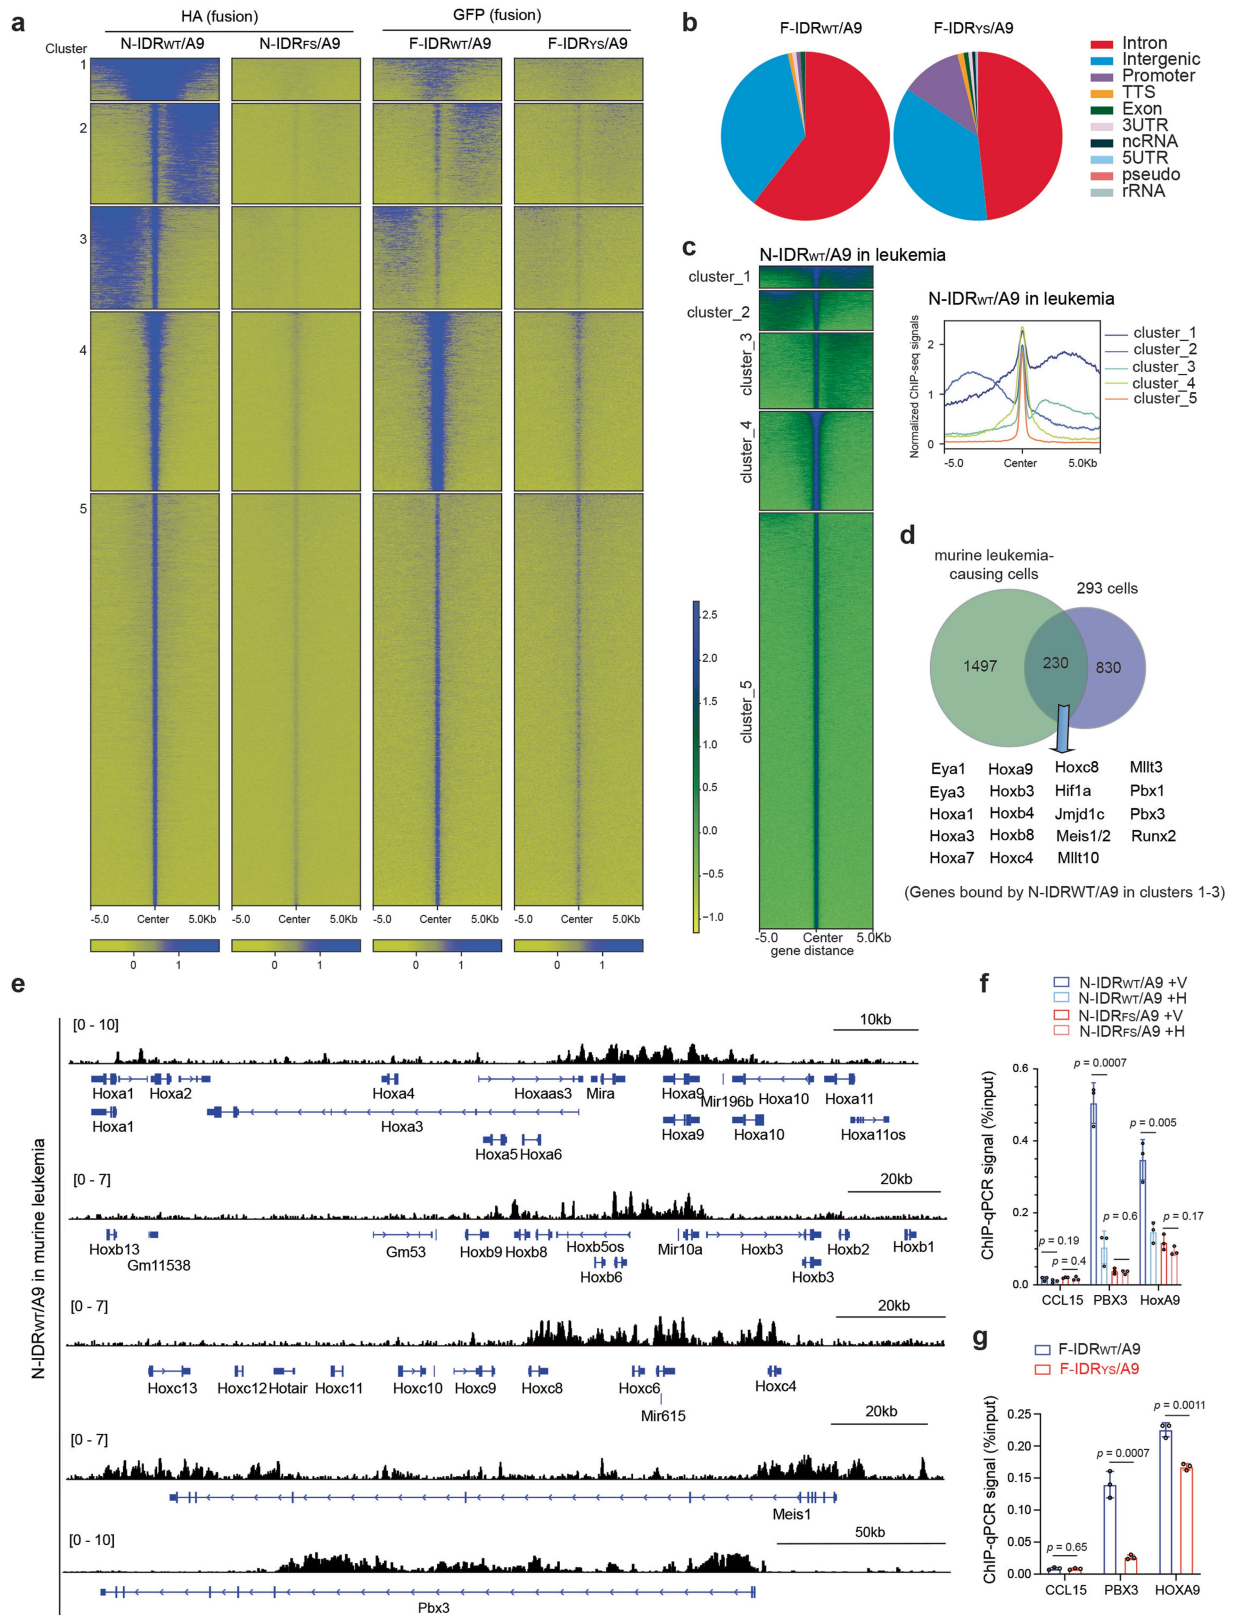 a
HA (fusion)
GFP (fusion)
Cluster
N-IDRWT/A9
N-IDRFS/A9
F-IDRWT/A9
F-IDRYS/A9
1
2
3
4
5
-5.0 Center 5.0Kb
-5.0 Center 5.0Kb
-5.0 Center 5.0Kb
-5.0 Center 5.0Kb
0 1
0 1
0 1
0 1
2.5
2.0
1.5
1.0
0.5
0.0
−0.5
−1.0
b
F-IDRWT/A9
F-IDRYS/A9
Intron
Intergenic
Promoter
TTS
Exon
3UTR
ncRNA
5UTR
pseudo
rRNA
c
N-IDRWT/A9 in leukemia
cluster_1
cluster_2
cluster_3
cluster_4
cluster_5
-5.0 Center 5.0Kb
gene distance
N-IDRWT/A9 in leukemia
Normalized ChIP-seq signals
2
1
0
-5.0 Center 5.0Kb
cluster_1
cluster_2
cluster_3
cluster_4
cluster_5
d
murine leukemia-
causing cells
293 cells
1497
230
830
Eya1 Hoxa9 Hoxc8 Mllt3
Eya3 Hoxb3 Hif1a Pbx1
Hoxa1 Hoxb4 Jmjd1c Pbx3
Hoxa3 Hoxb8 Meis1/2 Runx2
Hoxa7 Hoxc4 Mllt10
(Genes bound by N-IDRWT/A9 in clusters 1-3)
e
N-IDRWT/A9 in murine leukemia
[0 - 10]
10kb
Hoxa1 Hoxa2 Hoxa4 Hoxaas3 Mira Hoxa9 Mir196b Hoxa10 Hoxa11
Hoxa1 Hoxa3 Hoxa9 Hoxa10 Hoxa11os
Hoxa5 Hoxa6
[0 - 7]
20kb
Hoxb13 Gm53 Hoxb9 Hoxb8 Hoxb5os Mir10a Hoxb3 Hoxb2 Hoxb1
Gm11538 Hoxb6 Hoxb3
[0 - 7]
20kb
Hoxc13 Hoxc12 Hotair Hoxc11 Hoxc10 Hoxc9 Hoxc8 Hoxc6 Hoxc4
Mir615
[0 - 7]
20kb
Meis1
[0 - 10]
50kb
Pbx3
f
N-IDRWT/A9 +V
N-IDRWT/A9 +H
N-IDRFS/A9 +V
N-IDRFS/A9 +H
ChIP-qPCR signal (%input)
0.6
0.4
0.2
0.0
p = 0.0007
p = 0.005
p = 0.6
p = 0.17
p = 0.19
p = 0.4
CCL15 PBX3 HoxA9
g
F-IDRWT/A9
F-IDRYS/A9
ChIP-qPCR signal (%input)
0.25
0.20
0.15
0.10
0.05
0.00
p = 0.0011
p = 0.0007
p = 0.65
CCL15 PBX3 HOXA9